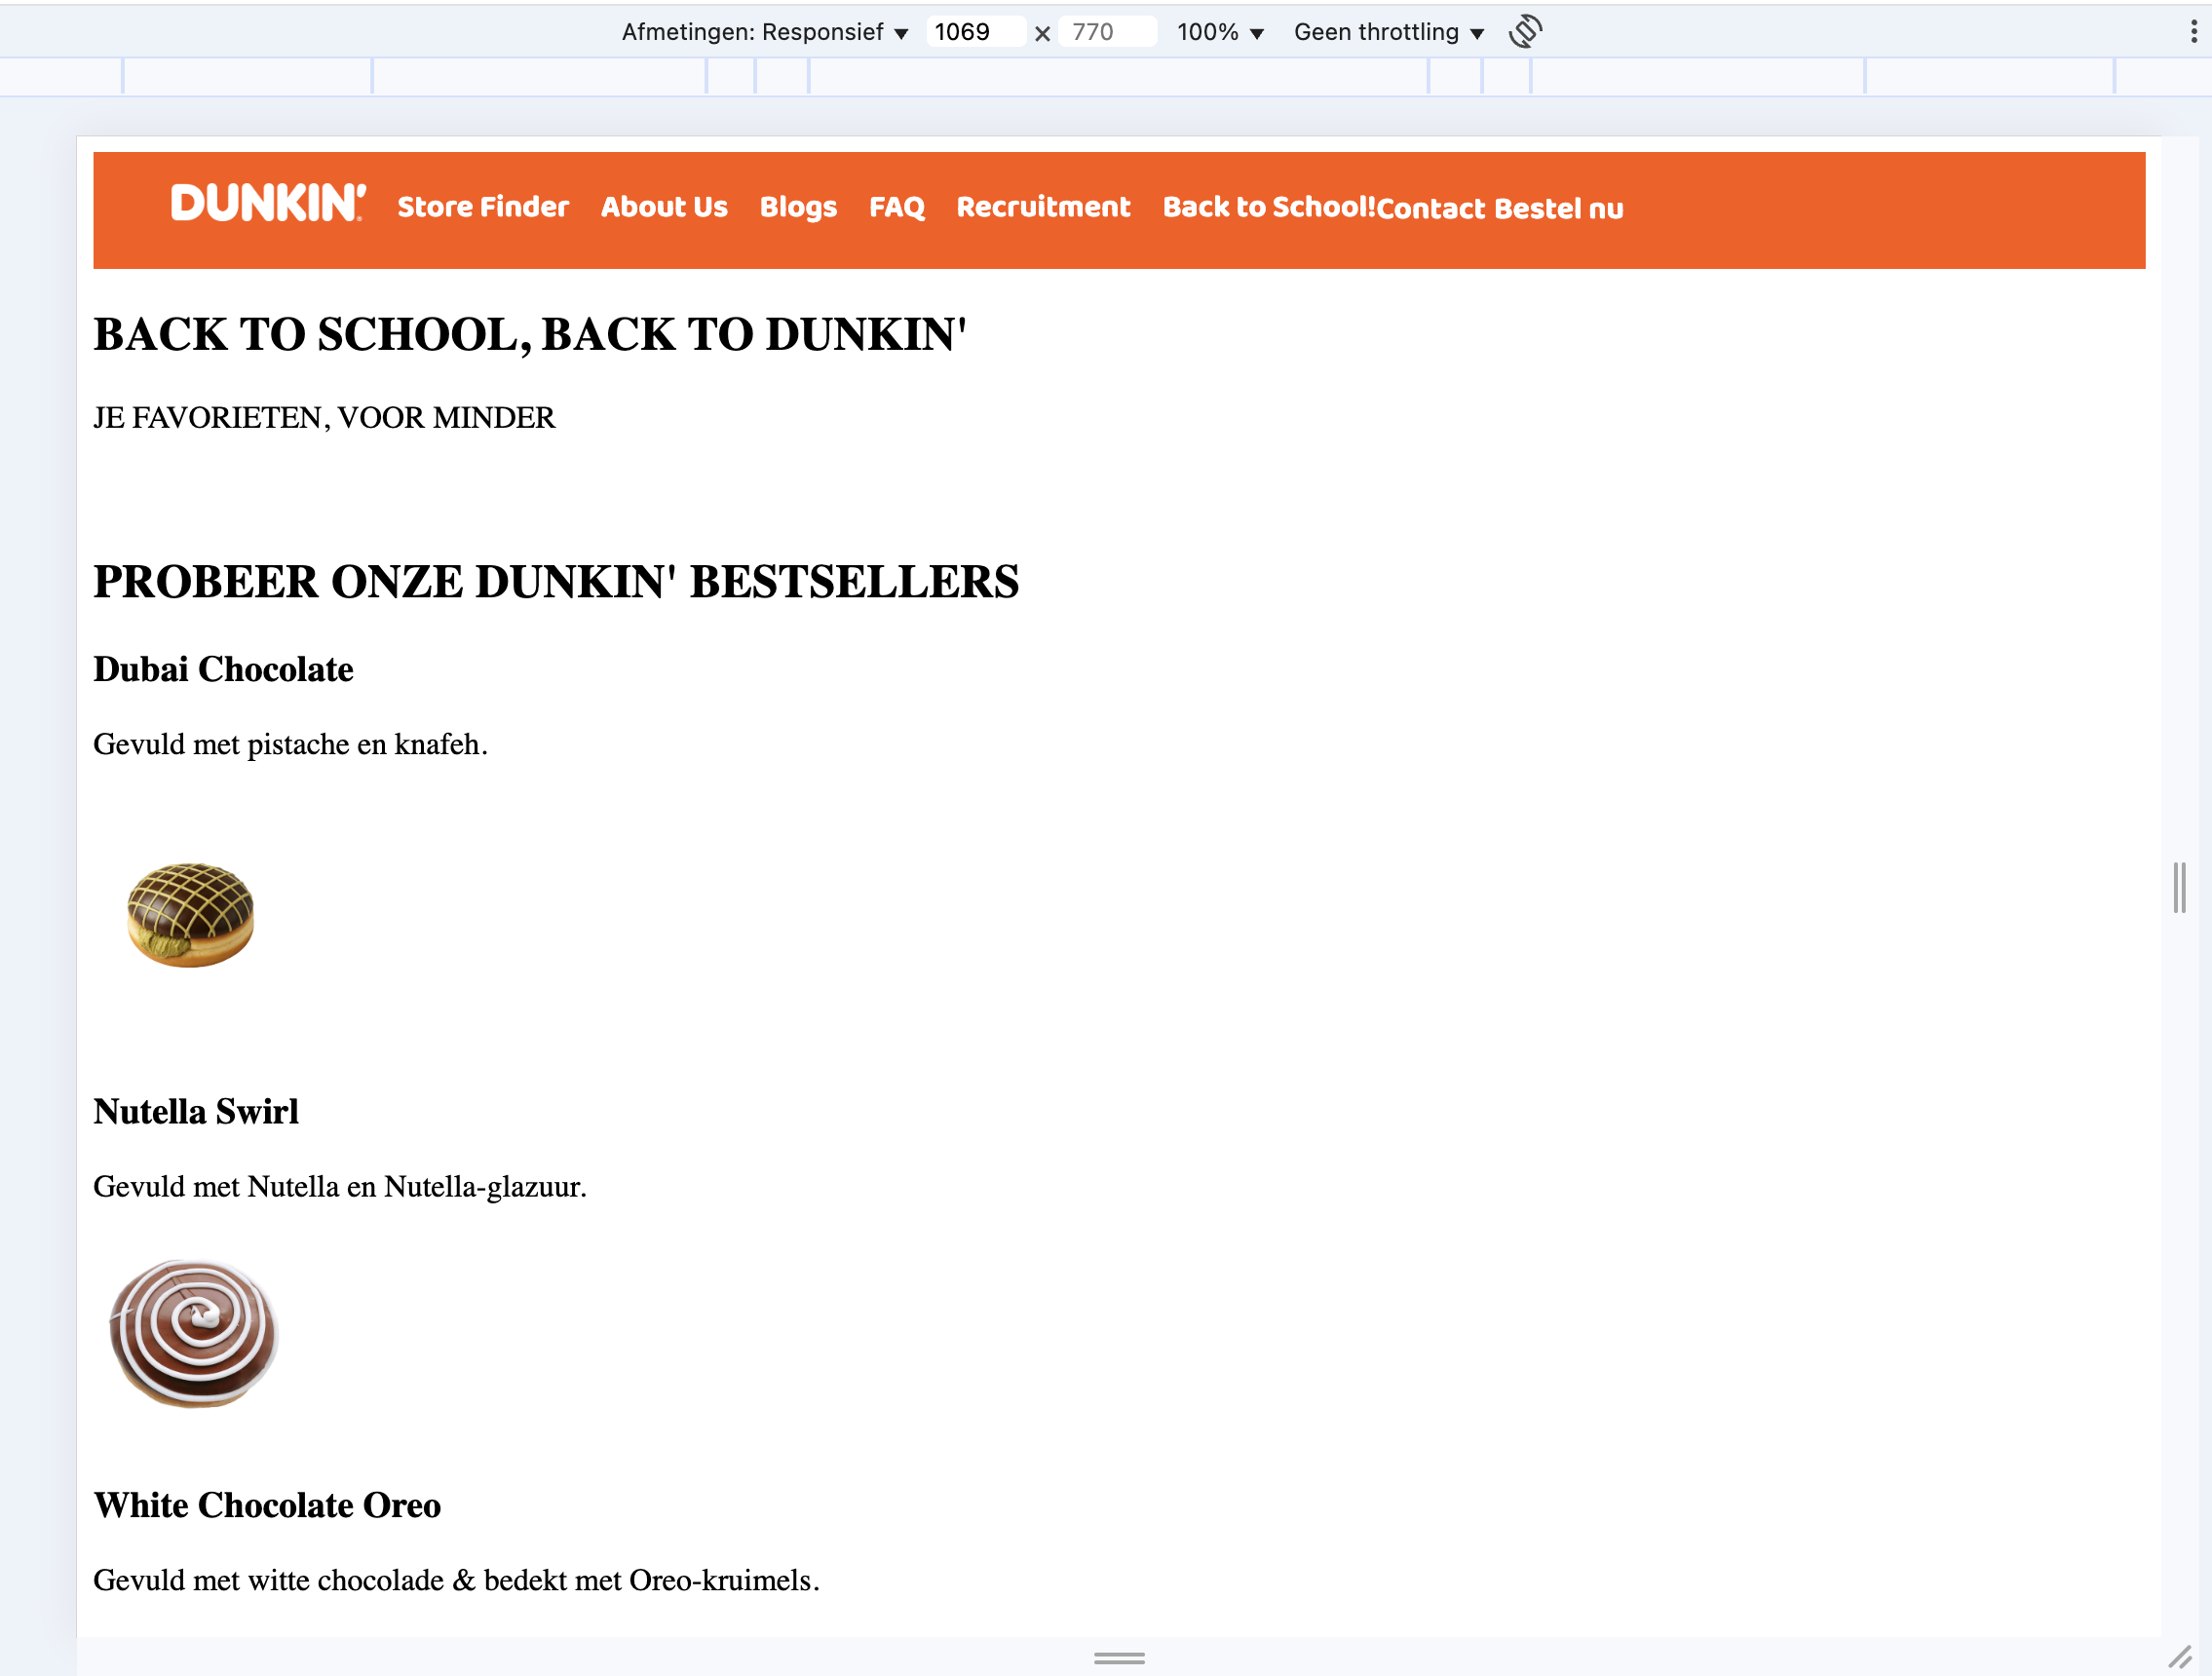 Afmetingen: Responsief ▼ 1069 × 770 100% ▼ Geen throttling ▼
DUNKIN' Store Finder About Us Blogs FAQ Recruitment Back to School!Contact Bestel nu
BACK TO SCHOOL, BACK TO DUNKIN'
JE FAVORIETEN, VOOR MINDER
PROBEER ONZE DUNKIN' BESTSELLERS
Dubai Chocolate
Gevuld met pistache en knafeh.
Nutella Swirl
Gevuld met Nutella en Nutella-glazuur.
White Chocolate Oreo
Gevuld met witte chocolade & bedekt met Oreo-kruimels.